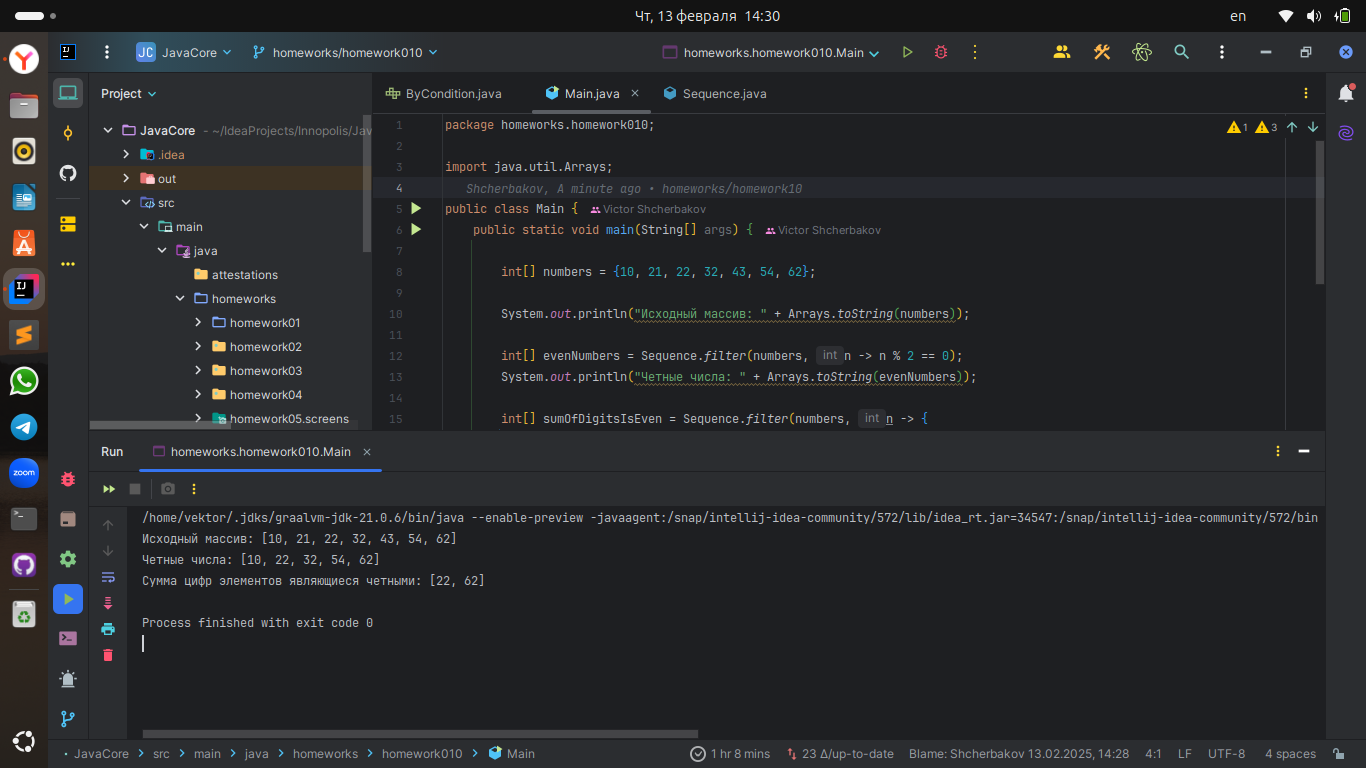 Чт, 13 февраля 14:30
en
JC JavaCore
homeworks/homework010
homeworks.homework010.Main
Project
ByCondition.java
Main.java
Sequence.java
JavaCore - ~/IdeaProjects/Innopolis/Jav
.idea
out
src
main
java
attestations
homeworks
homework01
homework02
homework03
homework04
homework05.screens
1 package homeworks.homework010;
2
3 import java.util.Arrays;
4 Shcherbakov, A minute ago • homeworks/homework10
5 public class Main { Victor Shcherbakov
6 public static void main(String[] args) { Victor Shcherbakov
7
8 int[] numbers = {10, 21, 22, 32, 43, 54, 62};
9
10 System.out.println("Исходный массив: " + Arrays.toString(numbers));
11
12 int[] evenNumbers = Sequence.filter(numbers, int n -> n % 2 == 0);
13 System.out.println("Четные числа: " + Arrays.toString(evenNumbers));
14
15 int[] sumOfDigitsIsEven = Sequence.filter(numbers, int n -> {
1 3
zoom
Run
homeworks.homework010.Main
/home/vektor/.jdks/graalvm-jdk-21.0.6/bin/java --enable-preview -javaagent:/snap/intellij-idea-community/572/lib/idea_rt.jar=34547:/snap/intellij-idea-community/572/bin
Исходный массив: [10, 21, 22, 32, 43, 54, 62]
Четные числа: [10, 22, 32, 54, 62]
Сумма цифр элементов являющиеся четными: [22, 62]
Process finished with exit code 0
JavaCore > src > main > java > homeworks > homework010 > Main
1 hr 8 mins
23 Δ/up-to-date
Blame: Shcherbakov 13.02.2025, 14:28
4:1
LF
UTF-8
4 spaces